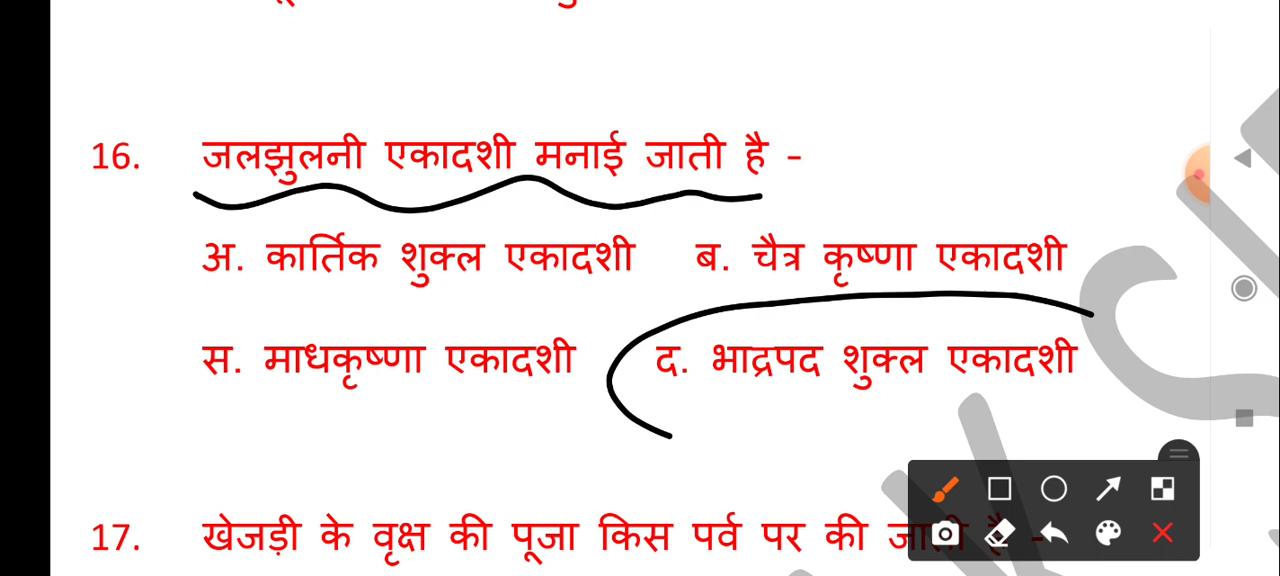 16. जलझुलनी एकादशी मनाई जाती है -
अ. कार्तिक शुक्ल एकादशी ब. चैत्र कृष्णा एकादशी
स. माधकृष्णा एकादशी द. भाद्रपद शुक्ल एकादशी
17. खेजड़ी के वृक्ष की पूजा किस पर्व पर की जाती है -